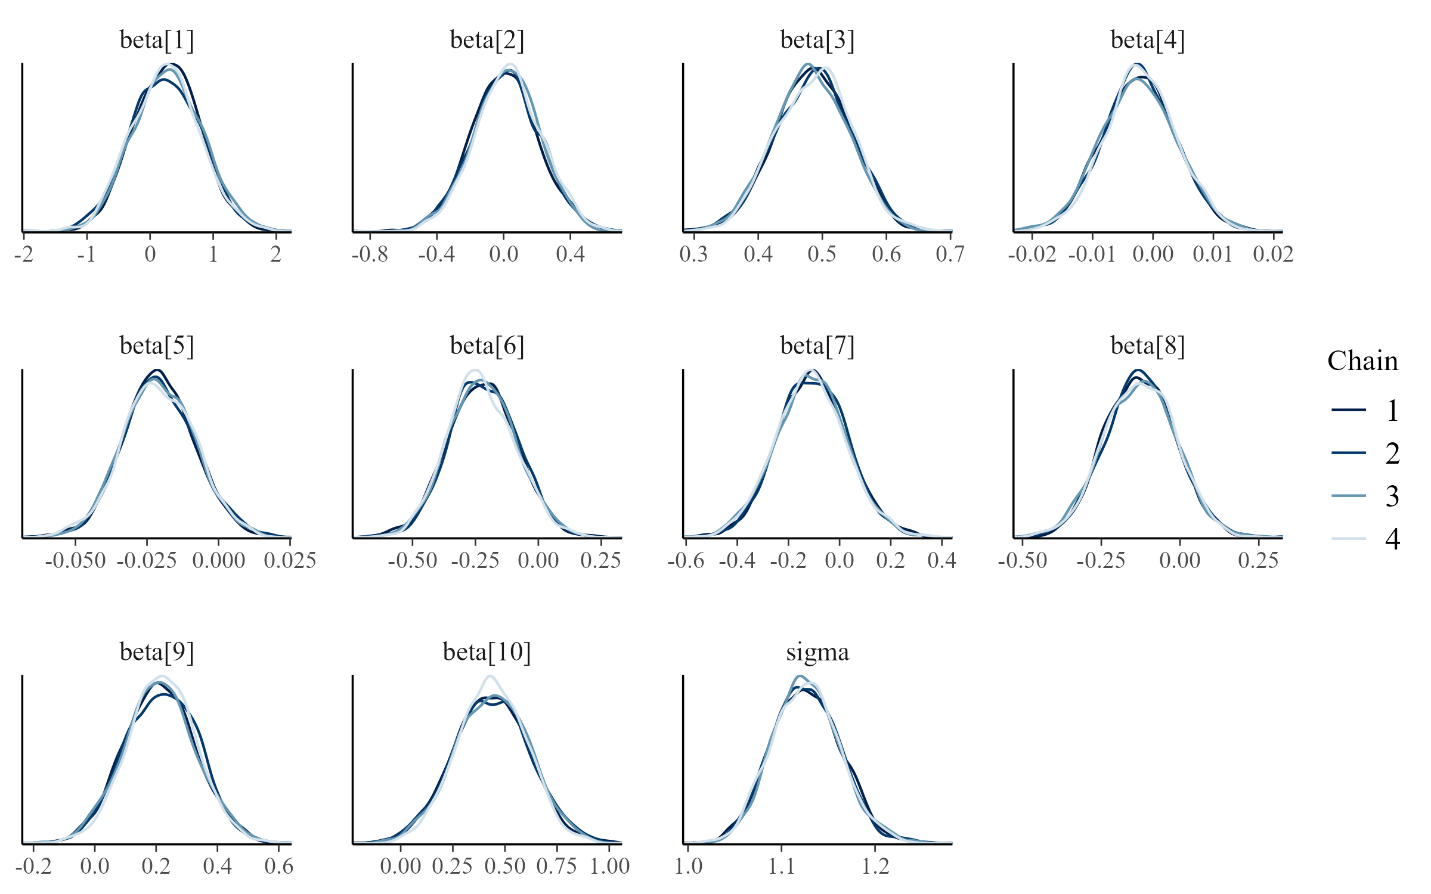 beta[1] beta[2] beta[3] beta[4]
-2 -1 0 1 2 -0.8 -0.4 0.0 0.4 0.3 0.4 0.5 0.6 0.7 -0.02 -0.01 0.00 0.01 0.02
beta[5] beta[6] beta[7] beta[8]
-0.050 -0.025 0.000 0.025 -0.50 -0.25 0.00 0.25 -0.6 -0.4 -0.2 0.0 0.2 0.4 -0.50 -0.25 0.00 0.25
beta[9] beta[10] sigma
-0.2 0.0 0.2 0.4 0.6 0.00 0.25 0.50 0.75 1.00 1.0 1.1 1.2
Chain
1
2
3
4